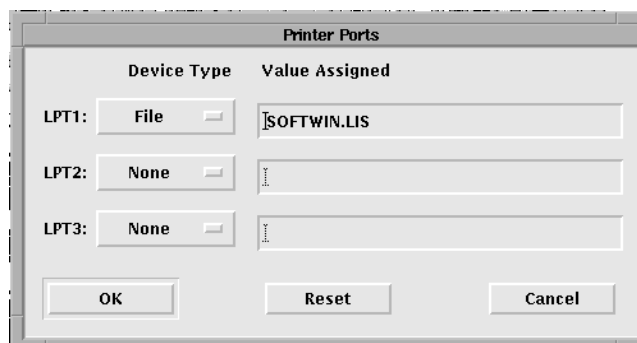 Printer Ports
Device Type Value Assigned
LPT1: File SOFTWIN.LIS
LPT2: None
LPT3: None
OK Reset Cancel